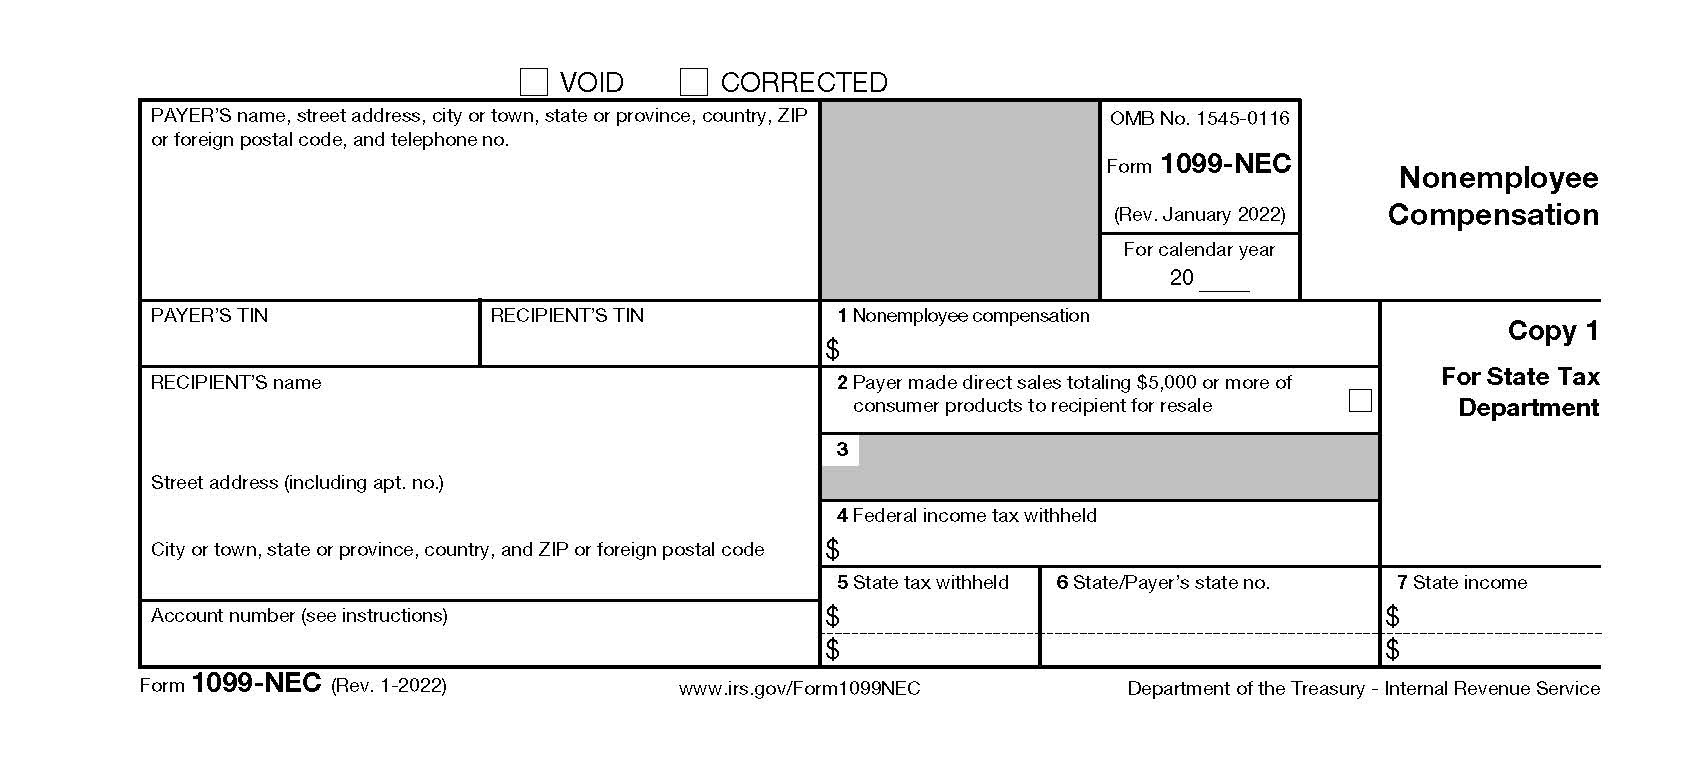 VOID CORRECTED
PAYER'S name, street address, city or town, state or province, country, ZIP
or foreign postal code, and telephone no.
OMB No. 1545-0116
Form 1099-NEC
(Rev. January 2022)
For calendar year
20 ____
Nonemployee
Compensation
PAYER'S TIN
RECIPIENT'S TIN
1 Nonemployee compensation
$
Copy 1
For State Tax
Department
RECIPIENT'S name
2 Payer made direct sales totaling $5,000 or more of
consumer products to recipient for resale
3
Street address (including apt. no.)
4 Federal income tax withheld
$
City or town, state or province, country, and ZIP or foreign postal code
5 State tax withheld
$
$
6 State/Payer's state no.
7 State income
$
$
Account number (see instructions)
Form 1099-NEC (Rev. 1-2022)
www.irs.gov/Form1099NEC
Department of the Treasury - Internal Revenue Service